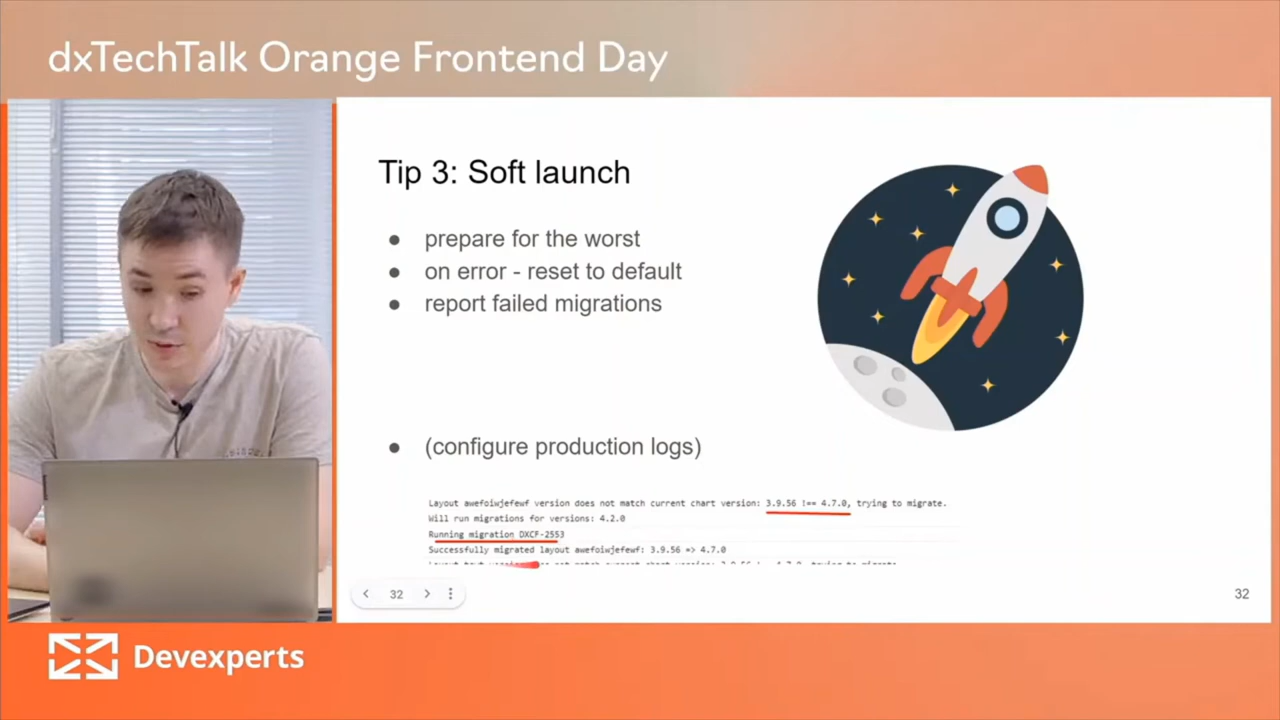 dxTechTalk Orange Frontend Day
Tip 3: Soft launch
● prepare for the worst
● on error - reset to default
● report failed migrations
● (configure production logs)
Layout awefoiwjefewf version does not match current chart version: 3.9.56 !== 4.7.0, trying to migrate.
Will run migrations for versions: 4.2.0
Running migration DXCF-2553
Successfully migrated layout awefoiwjefewf: 3.9.56 => 4.7.0
32
32
Devexperts